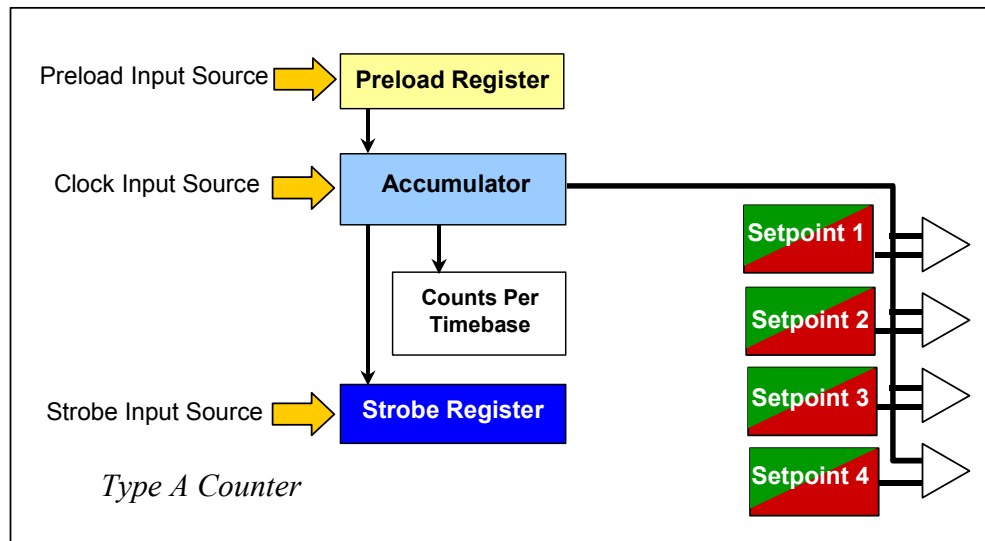 Preload Input Source
Preload Register
Clock Input Source
Accumulator
Setpoint 1
Counts Per
Timebase
Setpoint 2
Setpoint 3
Strobe Input Source
Strobe Register
Setpoint 4
Type A Counter